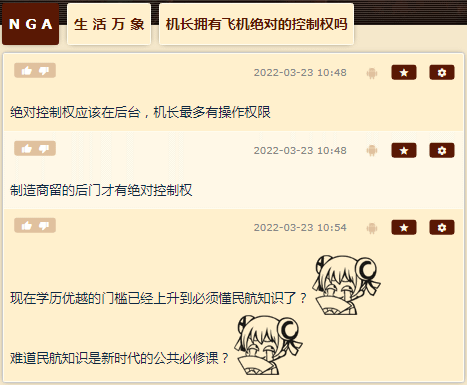 NGA 生活万象 机长拥有飞机绝对的控制权吗
2022-03-23 10:48
绝对控制权应该在后台，机长最多有操作权限
2022-03-23 10:48
制造商留的后门才有绝对控制权
2022-03-23 10:54
现在学历优越的门槛已经上升到必须懂民航知识了？
难道民航知识是新时代的公共必修课？